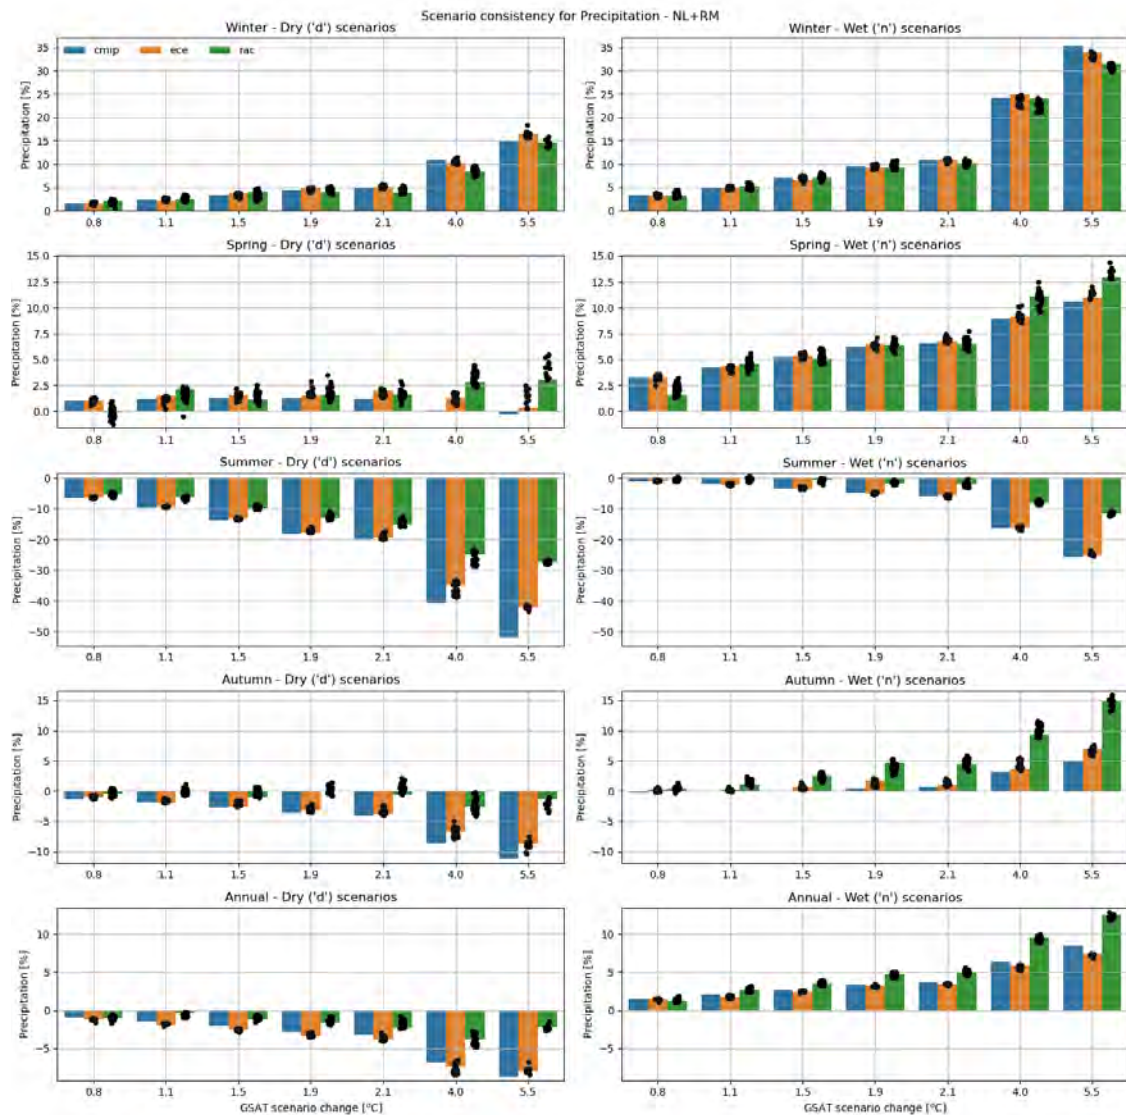 Scenario consistency for Precipitation - NL+RM
Winter - Dry ('d') scenarios
Precipitation [%]
35
30
25
20
15
10
5
0
cmip ece rac
0.8 1.1 1.5 1.9 2.1 4.0 5.5
Winter - Wet ('n') scenarios
Precipitation [%]
35
30
25
20
15
10
5
0
0.8 1.1 1.5 1.9 2.1 4.0 5.5
Spring - Dry ('d') scenarios
Precipitation [%]
15.0
12.5
10.0
7.5
5.0
2.5
0.0
0.8 1.1 1.5 1.9 2.1 4.0 5.5
Spring - Wet ('n') scenarios
Precipitation [%]
15.0
12.5
10.0
7.5
5.0
2.5
0.0
0.8 1.1 1.5 1.9 2.1 4.0 5.5
Summer - Dry ('d') scenarios
Precipitation [%]
0
−10
−20
−30
−40
−50
0.8 1.1 1.5 1.9 2.1 4.0 5.5
Summer - Wet ('n') scenarios
Precipitation [%]
0
−10
−20
−30
−40
−50
0.8 1.1 1.5 1.9 2.1 4.0 5.5
Autumn - Dry ('d') scenarios
Precipitation [%]
15
10
5
0
−5
−10
0.8 1.1 1.5 1.9 2.1 4.0 5.5
Autumn - Wet ('n') scenarios
Precipitation [%]
15
10
5
0
−5
−10
0.8 1.1 1.5 1.9 2.1 4.0 5.5
Annual - Dry ('d') scenarios
Precipitation [%]
10
5
0
−5
0.8 1.1 1.5 1.9 2.1 4.0 5.5
GSAT scenario change [°C]
Annual - Wet ('n') scenarios
Precipitation [%]
10
5
0
−5
0.8 1.1 1.5 1.9 2.1 4.0 5.5
GSAT scenario change [°C]